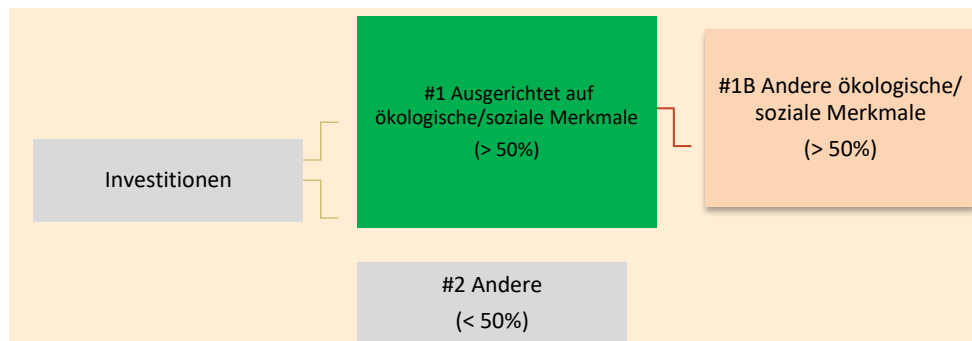 Investitionen
#1 Ausgerichtet auf
ökologische/soziale Merkmale
(> 50%)
#1B Andere ökologische/
soziale Merkmale
(> 50%)
#2 Andere
(< 50%)